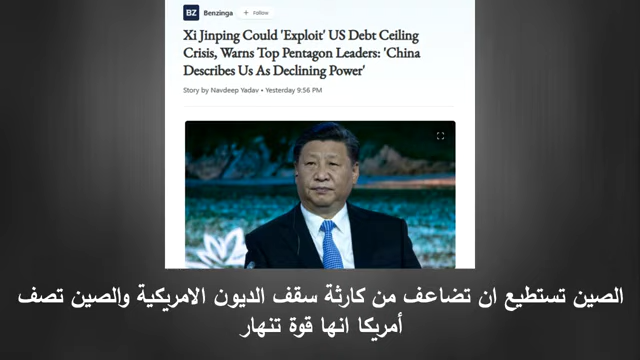 BZ Benzinga + Follow
Xi Jinping Could 'Exploit' US Debt Ceiling
Crisis, Warns Top Pentagon Leaders: 'China
Describes Us As Declining Power'
Story by Navdeep Yadav • Yesterday 9:56 PM
الصين تستطيع ان تضاعف من كارثة سقف الديون الامريكية والصين تصف
أمريكا انها قوة تنهار